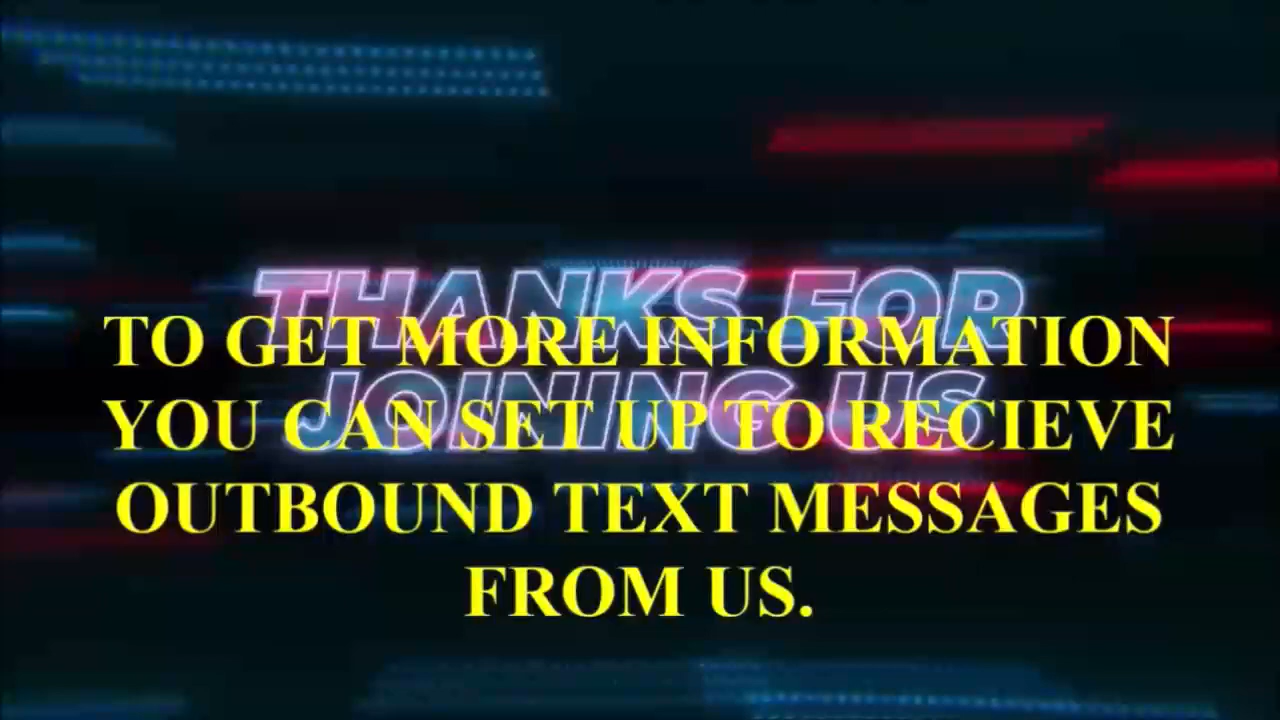 THANKS FOR
JOINING US
TO GET MORE INFORMATION
YOU CAN SET UP TO RECIEVE
OUTBOUND TEXT MESSAGES
FROM US.